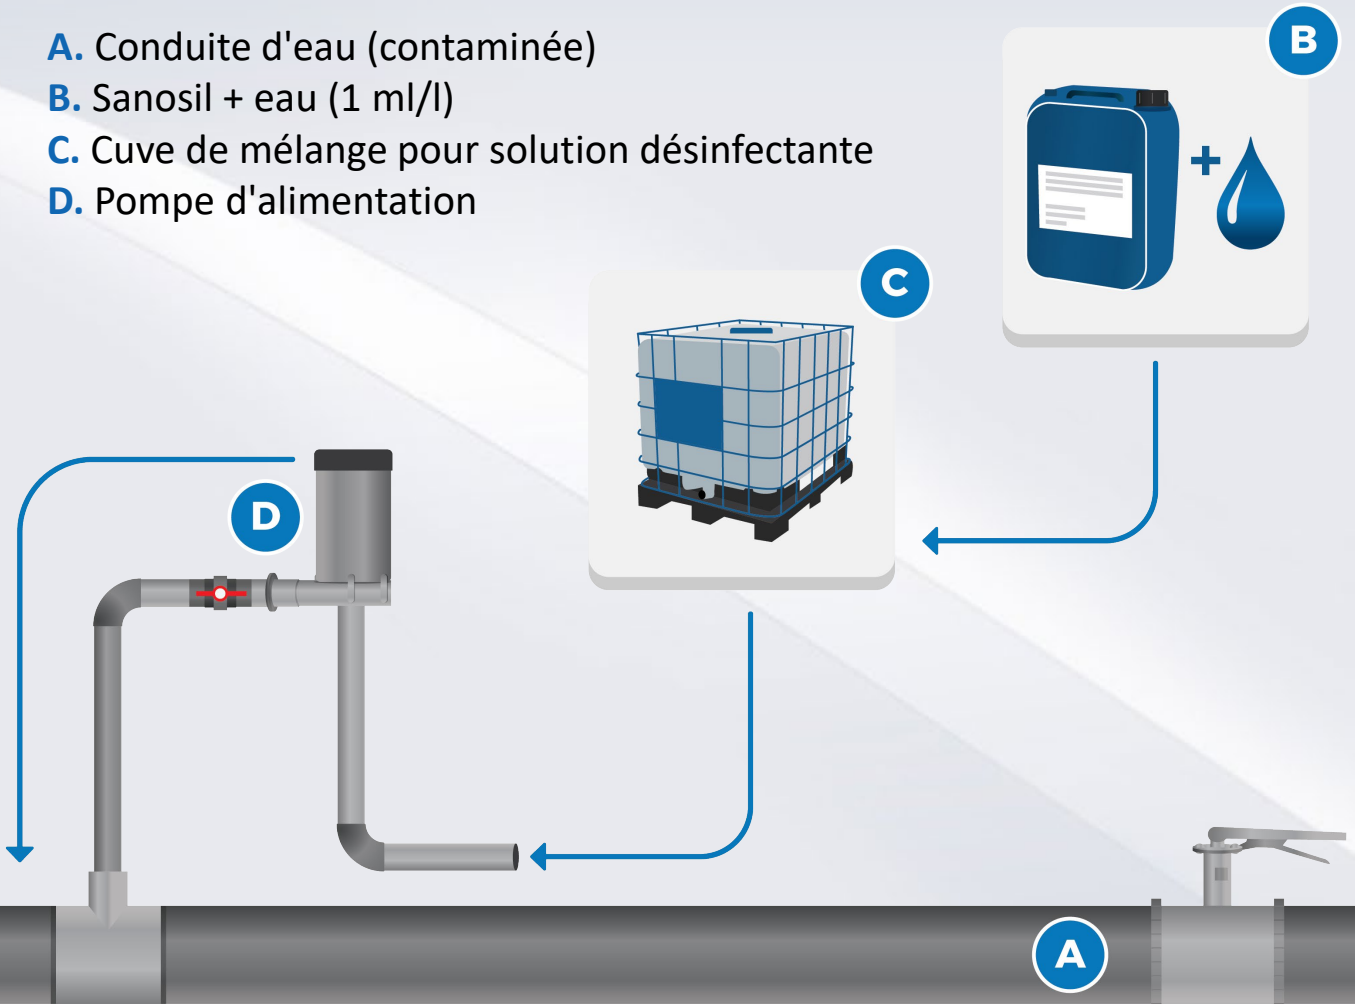 A. Conduite d'eau (contaminée)
B. Sanosil + eau (1 ml/l)
C. Cuve de mélange pour solution désinfectante
D. Pompe d'alimentation
B
+
C
D
A